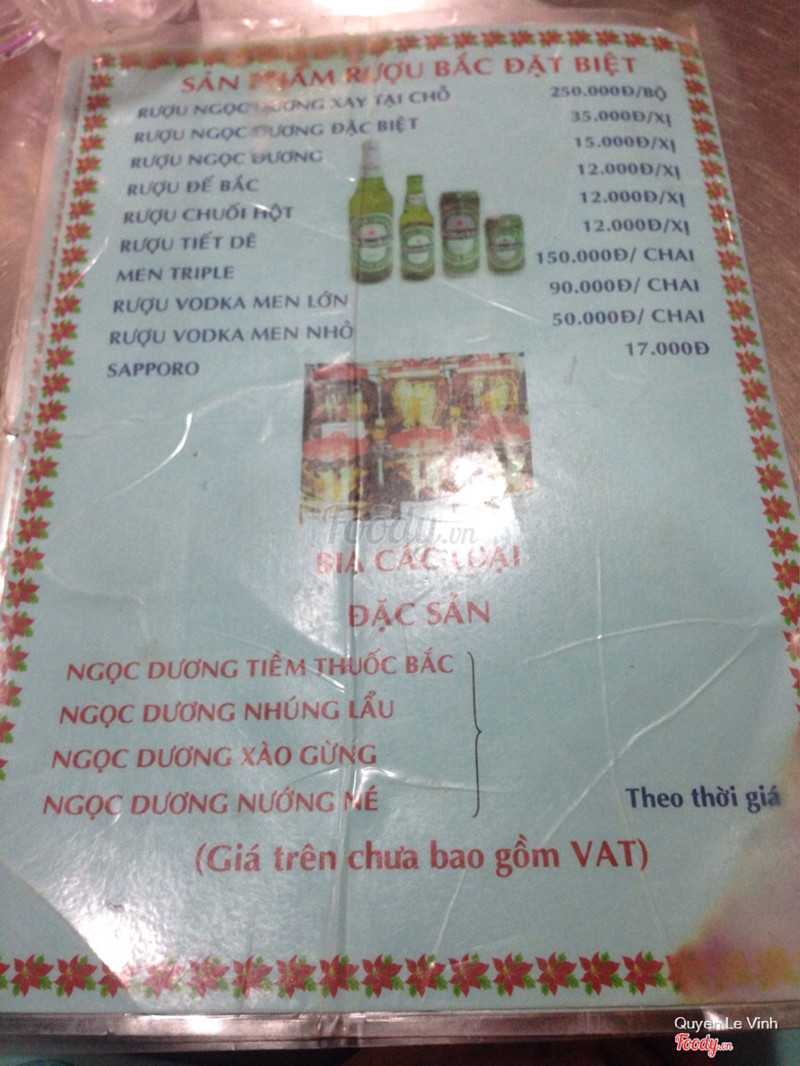 SẢN PHẨM RƯỢU BẮC ĐẶT BIỆT
RƯỢU NGỌC DƯƠNG XAY TẠI CHỖ 250.000Đ/BỘ
RƯỢU NGỌC DƯƠNG ĐẶC BIỆT 35.000Đ/XỊ
RƯỢU NGỌC DƯƠNG 15.000Đ/XỊ
RƯỢU ĐẾ BẮC 12.000Đ/XỊ
RƯỢU CHUỐI HỘT 12.000Đ/XỊ
RƯỢU TIẾT DÊ 12.000Đ/XỊ
MEN TRIPLE 150.000Đ/ CHAI
RƯỢU VODKA MEN LỚN 90.000Đ/ CHAI
RƯỢU VODKA MEN NHỎ 50.000Đ/ CHAI
SAPPORO 17.000Đ
Foody.vn
BIA CÁC LOẠI
ĐẶC SẢN
NGỌC DƯƠNG TIỀM THUỐC BẮC
NGỌC DƯƠNG NHÚNG LẨU
NGỌC DƯƠNG XÀO GỪNG
NGỌC DƯƠNG NƯỚNG NÉ
Theo thời giá
(Giá trên chưa bao gồm VAT)
Quyen Le Vinh
Foody.vn